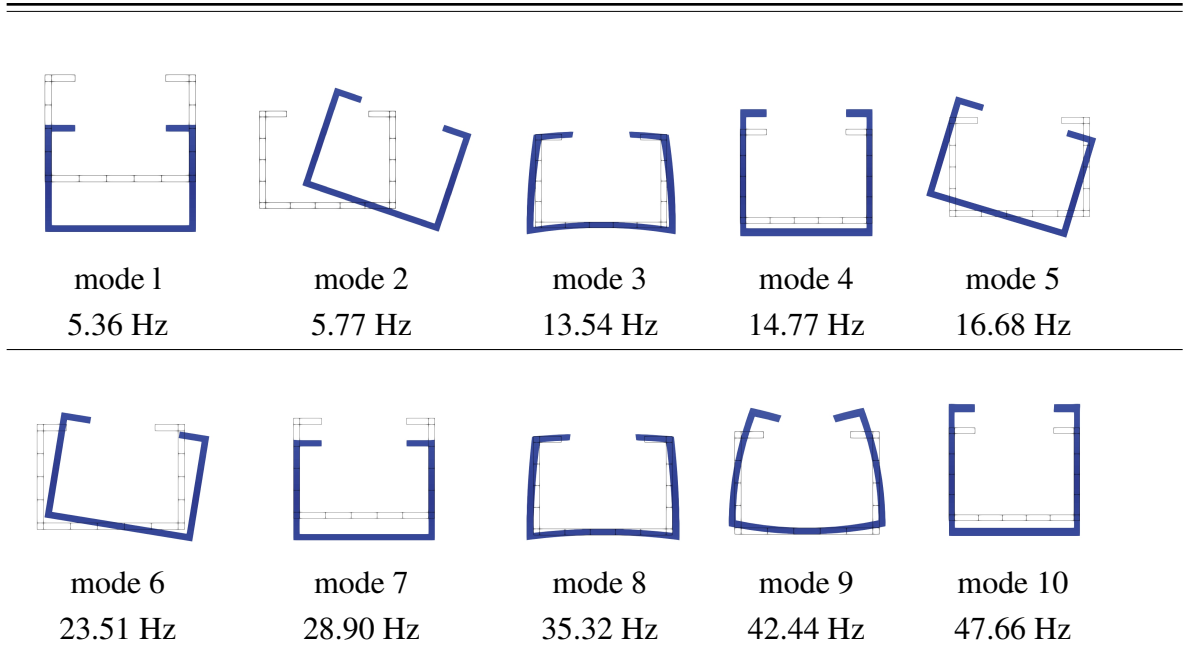 mode 1 mode 2 mode 3 mode 4 mode 5
5.36 Hz 5.77 Hz 13.54 Hz 14.77 Hz 16.68 Hz
mode 6 mode 7 mode 8 mode 9 mode 10
23.51 Hz 28.90 Hz 35.32 Hz 42.44 Hz 47.66 Hz